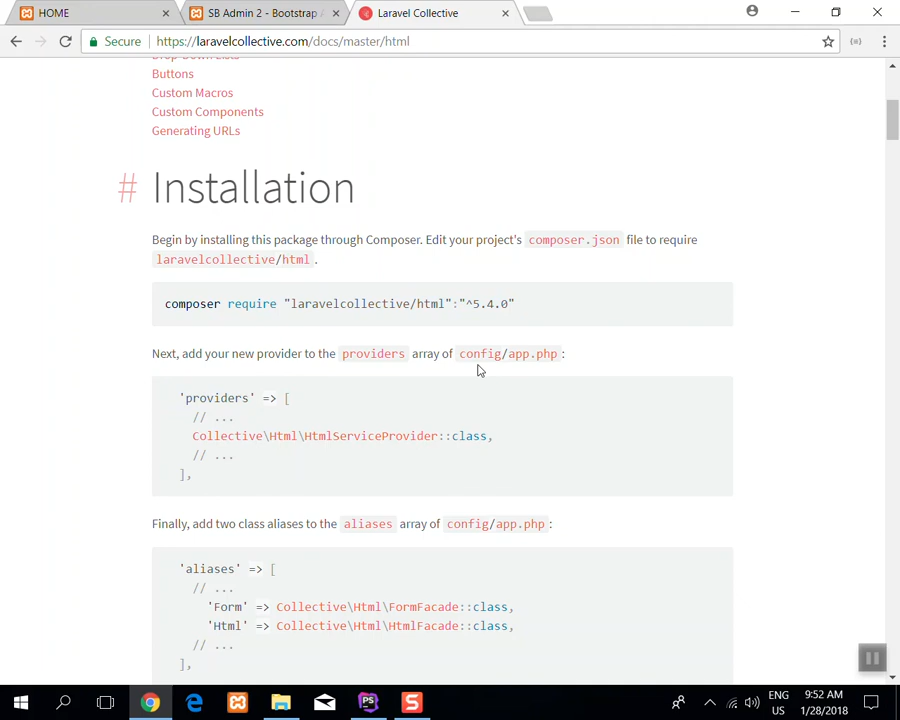 HOME
SB Admin 2 - Bootstrap A
Laravel Collective
Secure
https://laravelcollective.com/docs/master/html
Drop-Down Lists
Buttons
Custom Macros
Custom Components
Generating URLs
# Installation
Begin by installing this package through Composer. Edit your project's composer.json file to require
laravelcollective/html .
composer require "laravelcollective/html":"^5.4.0"
Next, add your new provider to the providers array of config/app.php :
'providers' => [
// ...
Collective\Html\HtmlServiceProvider::class,
// ...
],
Finally, add two class aliases to the aliases array of config/app.php :
'aliases' => [
// ...
'Form' => Collective\Html\FormFacade::class,
'Html' => Collective\Html\HtmlFacade::class,
// ...
],
ENG
US
9:52 AM
1/28/2018